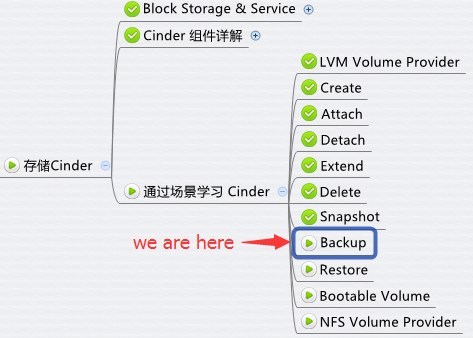 Block Storage & Service
Cinder 组件详解
LVM Volume Provider
Create
Attach
Detach
存储Cinder
Extend
通过场景学习 Cinder
Delete
Snapshot
we are here
Backup
Restore
Bootable Volume
NFS Volume Provider